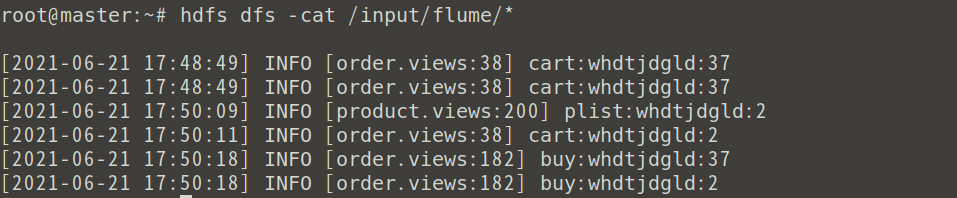 root@master:~# hdfs dfs -cat /input/flume/*
[2021-06-21 17:48:49] INFO [order.views:38] cart:whdtjdgld:37
[2021-06-21 17:48:49] INFO [order.views:38] cart:whdtjdgld:37
[2021-06-21 17:50:09] INFO [product.views:200] plist:whdtjdgld:2
[2021-06-21 17:50:11] INFO [order.views:38] cart:whdtjdgld:2
[2021-06-21 17:50:18] INFO [order.views:182] buy:whdtjdgld:37
[2021-06-21 17:50:18] INFO [order.views:182] buy:whdtjdgld:2